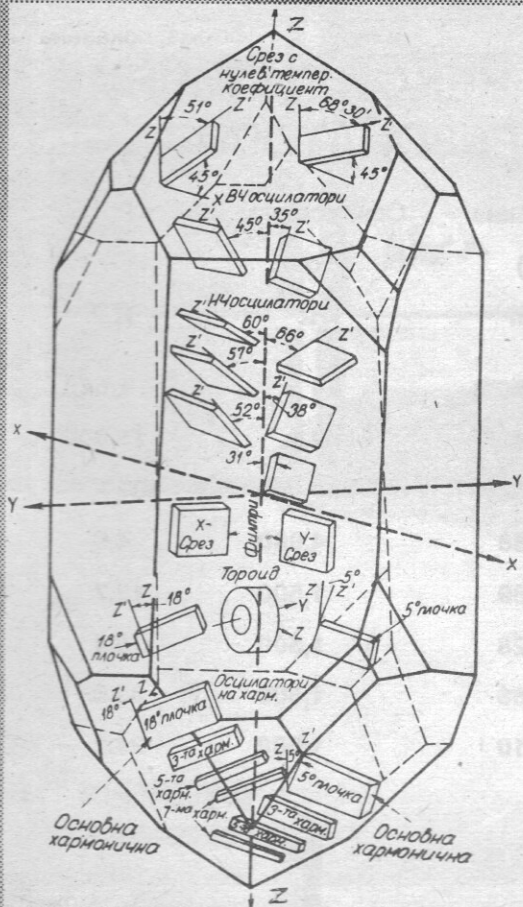 Z
Срез с
нулев темпер.
коефициент
51°
Z'
Z
68°30'
Z'
Z
45°
45°
X
ВЧ осцилатори
Z'
45°
35°
Z'
НЧ осцилатори
Z'
60°
66°
Z'
Z'
57°
Z'
Z'
52°
38°
31°
X
Y
Y
Филтри
X-
Срез
Y-
Срез
X
Тороид
Z
18°
Z'
Y
Z
Z
5°
Z'
18°
плочка
5° плочка
Осцилатори
на харм.
Z
Z'
18°
18° плочка
3-та харм.
Z
5°
Z'
5-та
харм.
5° плочка
7-ма харм.
3-та харм.
Основна
хармонична
Основна
хармонична
Z